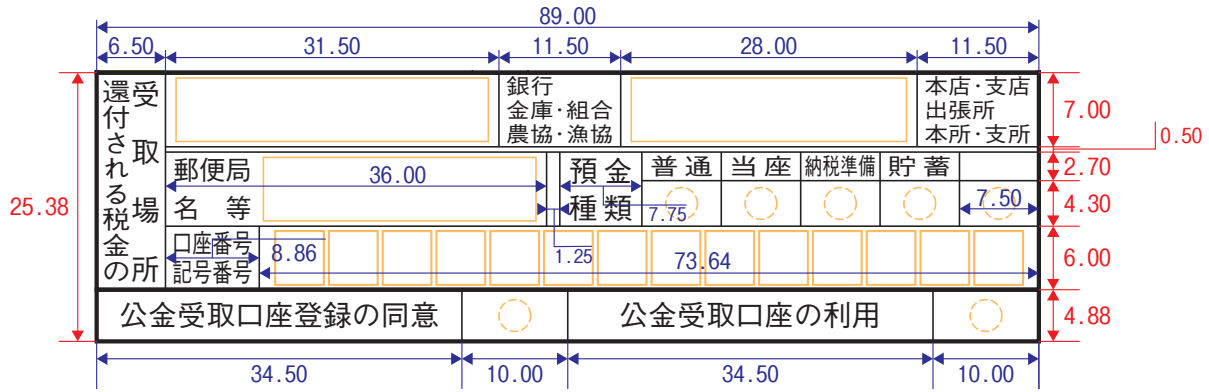 89.00
6.50 31.50 11.50 28.00 11.50
還付される税金の
受取場所
銀行
金庫・組合
農協・漁協
本店・支店
出張所
本所・支所
7.00
0.50
郵便局
名等
36.00
預金
種類
普通 当座 納税準備 貯蓄
2.70
25.38
7.75
7.50
4.30
口座番号
記号番号
8.86
1.25
73.64
6.00
公金受取口座登録の同意
公金受取口座の利用
4.88
34.50 10.00 34.50 10.00